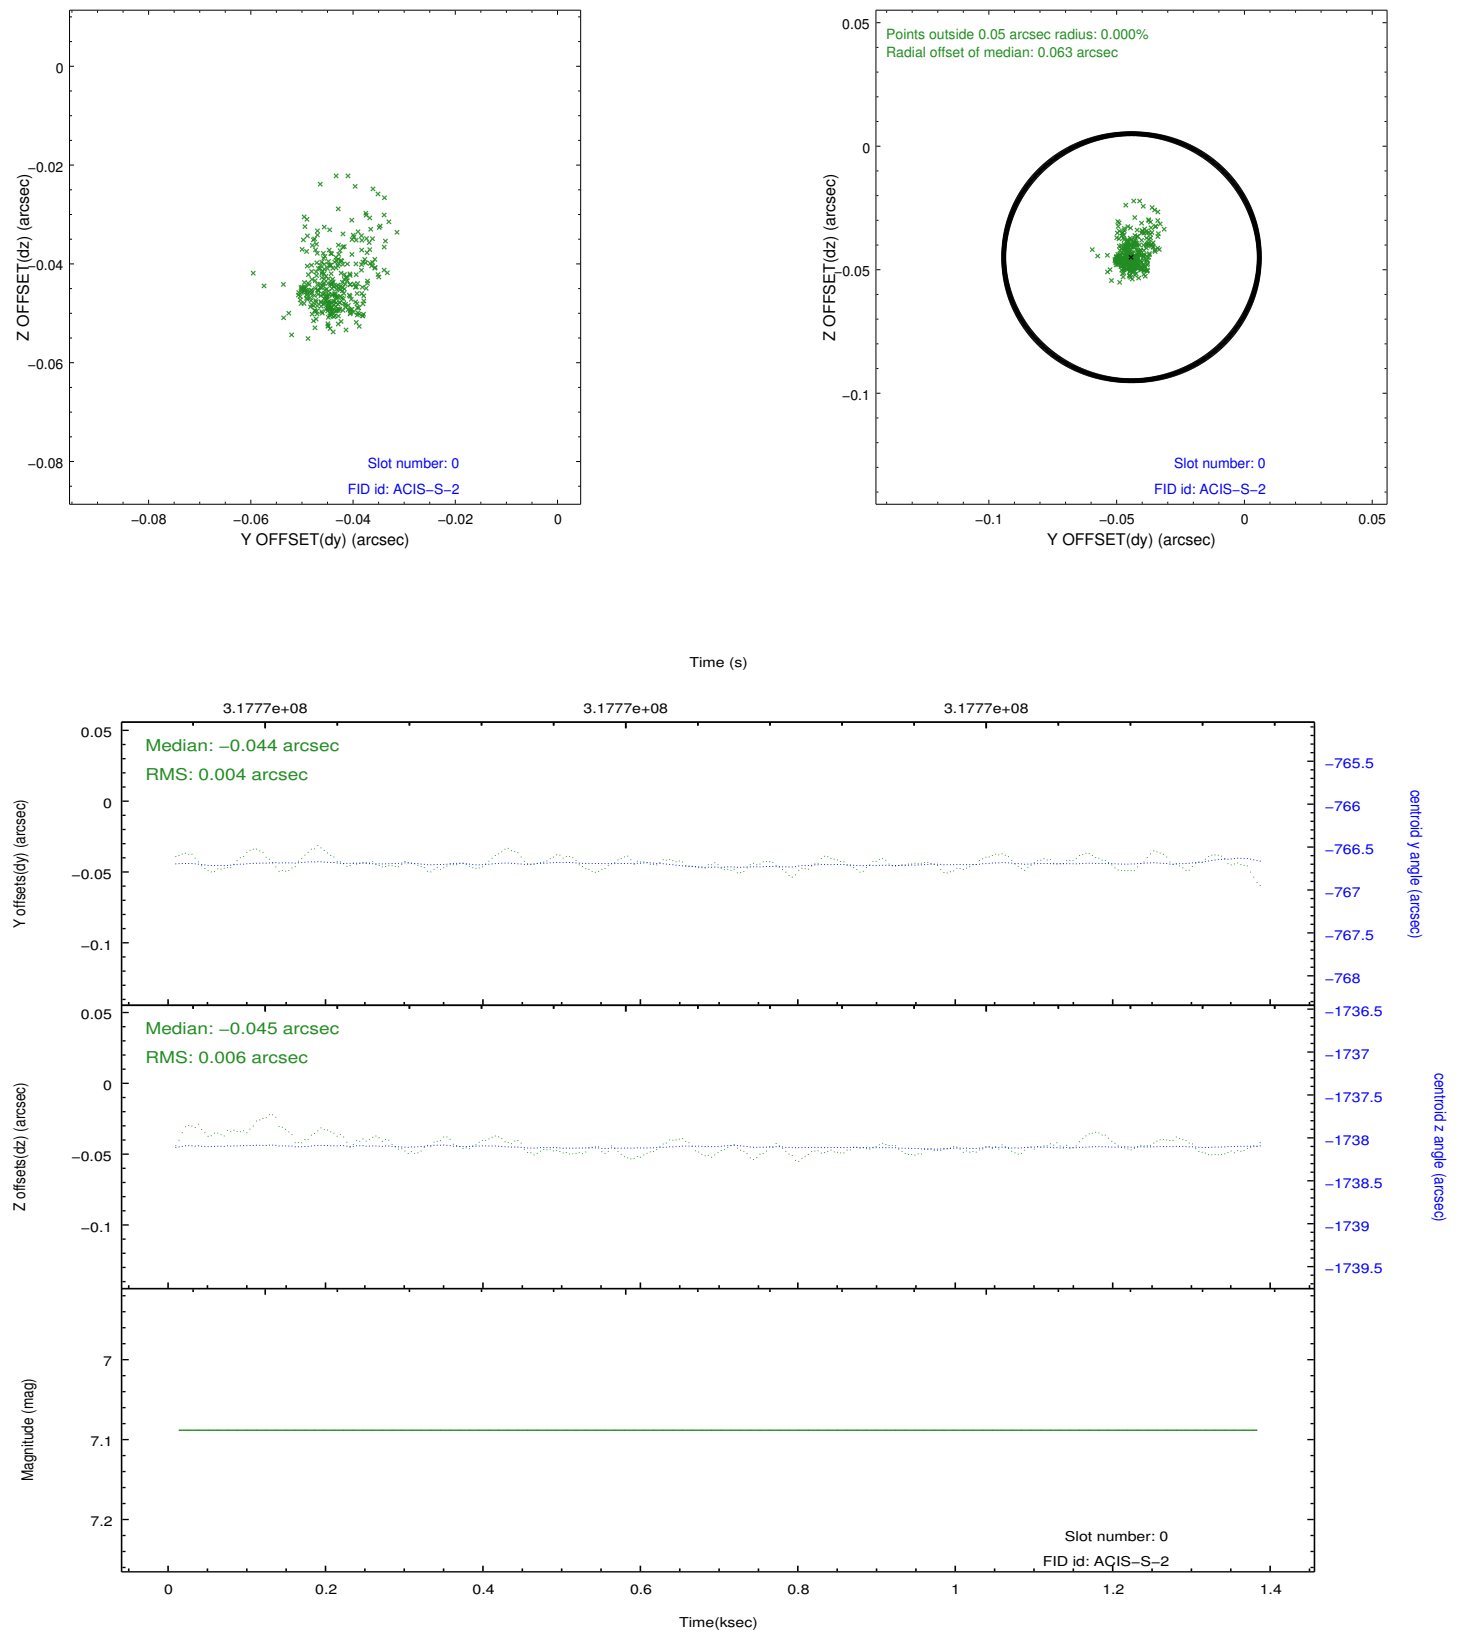 0
−0.02
−0.04
−0.06
−0.08
Z OFFSET(dz) (arcsec)
Slot number: 0
FID id: ACIS−S−2
−0.08 −0.06 −0.04 −0.02 0
Y OFFSET(dy) (arcsec)
0.05
0
−0.05
−0.1
Z OFFSET(dz) (arcsec)
Points outside 0.05 arcsec radius: 0.000%
Radial offset of median: 0.063 arcsec
Slot number: 0
FID id: ACIS−S−2
−0.1 −0.05 0 0.05
Y OFFSET(dy) (arcsec)
Time (s)
3.1777e+08 3.1777e+08 3.1777e+08
0.05
0
−0.05
−0.1
Y offsets(dy) (arcsec)
Median: −0.044 arcsec
RMS: 0.004 arcsec
−765.5
−766
−766.5
−767
−767.5
−768
centroid y angle (arcsec)
0.05
0
−0.05
−0.1
Z offsets(dz) (arcsec)
Median: −0.045 arcsec
RMS: 0.006 arcsec
−1736.5
−1737
−1737.5
−1738
−1738.5
−1739
−1739.5
centroid z angle (arcsec)
7
7.1
7.2
Magnitude (mag)
Slot number: 0
FID id: ACIS−S−2
0 0.2 0.4 0.6 0.8 1 1.2 1.4
Time(ksec)